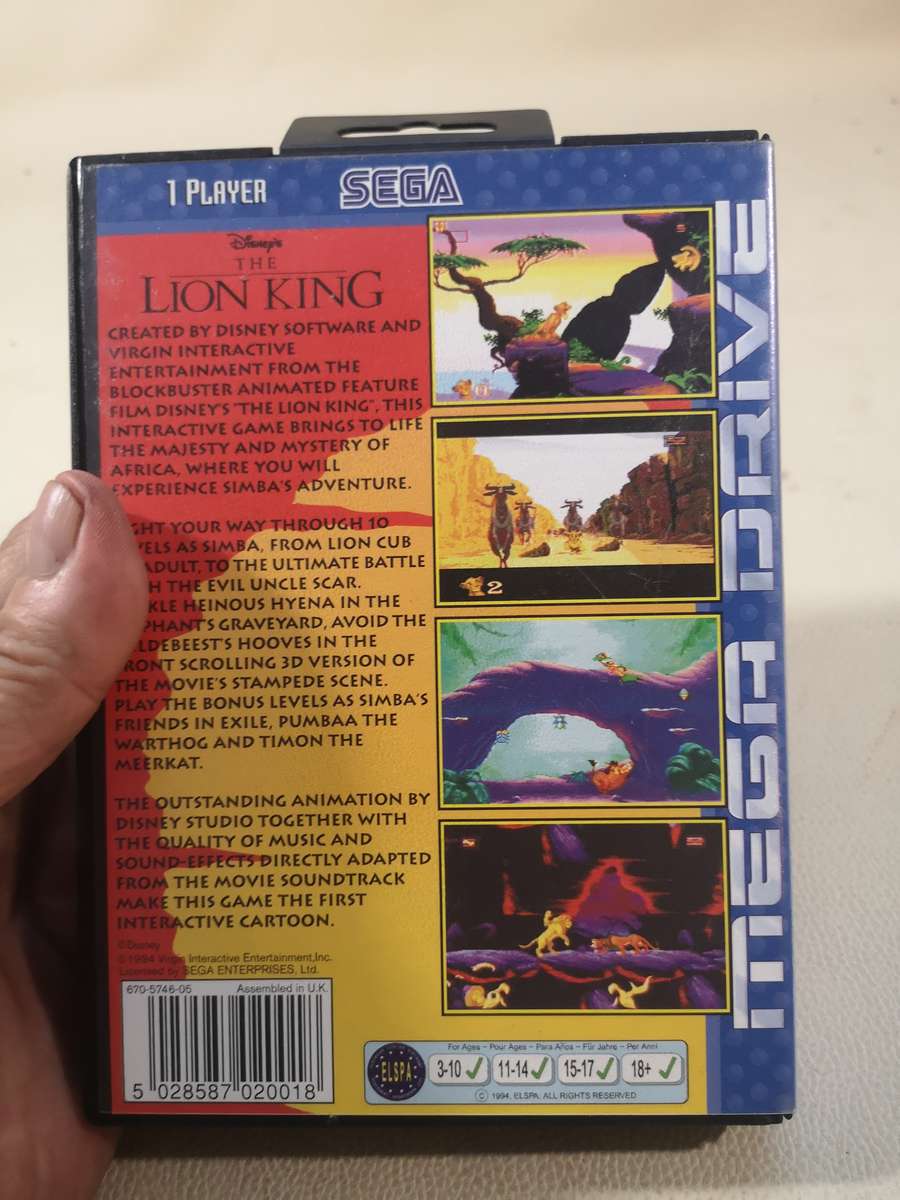 1 PLAYER
SEGA
DISNEY'S
THE
LION KING
CREATED BY DISNEY SOFTWARE AND
VIRGIN INTERACTIVE
ENTERTAINMENT FROM THE
BLOCKBUSTER ANIMATED FEATURE
FILM DISNEY'S "THE LION KING", THIS
INTERACTIVE GAME BRINGS TO LIFE
THE MAJESTY AND MYSTERY OF
AFRICA, WHERE YOU WILL
EXPERIENCE SIMBA'S ADVENTURE.
YOUR WAY THROUGH 10
AS SIMBA, FROM LION CUB
ADULT, TO THE ULTIMATE BATTLE
THE EVIL UNCLE SCAR.
HEINOUS HYENA IN THE
GRAVEYARD, AVOID THE
HOOVES IN THE
FRONT SCROLLING 3D VERSION OF
THE MOVIE'S STAMPEDE SCENE.
PLAY THE BONUS LEVELS AS SIMBA'S
FRIENDS IN EXILE, PUMBAA THE
WARTHOG AND TIMON THE
MEERKAT.
THE OUTSTANDING ANIMATION BY
DISNEY STUDIO TOGETHER WITH
THE QUALITY OF MUSIC AND
SOUND-EFFECTS DIRECTLY ADAPTED
FROM THE MOVIE SOUNDTRACK
MAKE THIS GAME THE FIRST
INTERACTIVE CARTOON.
©Disney
©1994 Virgin Interactive Entertainment,Inc.
Licensed by SEGA ENTERPRISES, Ltd.
670-5746-05 Assembled in U.K.
5 028587 020018
2
MEGA DRIVE
ELSPA
For Ages – Pour Ages – Para Años – Für Jahre – Per Anni
3-10 ✓ 11-14 ✓ 15-17 ✓ 18+ ✓
© 1994, ELSPA. ALL RIGHTS RESERVED